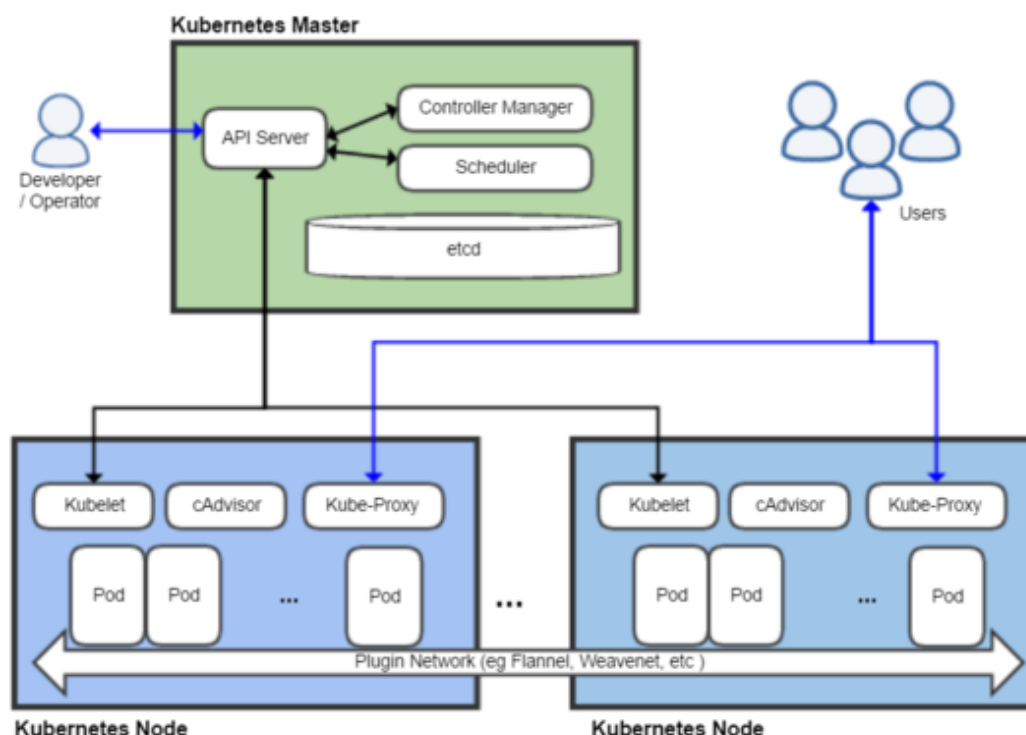 Kubernetes Master
API Server
Controller Manager
Scheduler
etcd
Developer
/ Operator
Users
Kubelet
cAdvisor
Kube-Proxy
Pod
Pod
...
Pod
...
Kubelet
cAdvisor
Kube-Proxy
Pod
Pod
...
Pod
Plugin Network (eg Flannel, Weavenet, etc )
Kubernetes Node
Kubernetes Node